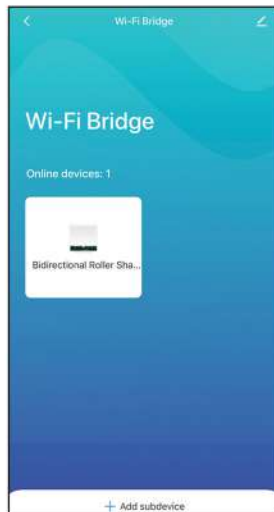 Wi-Fi Bridge
Wi-Fi Bridge
Online devices: 1
Bidirectional Roller Sha...
+ Add subdevice